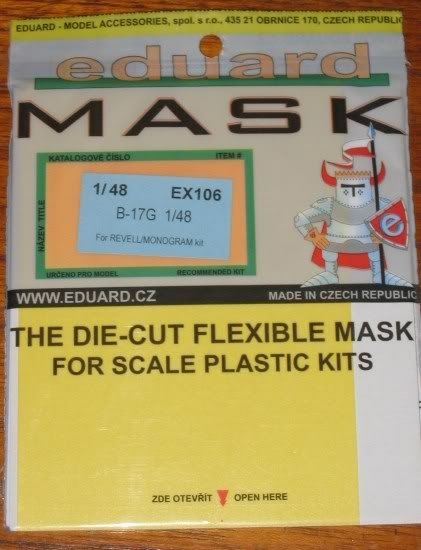 EDUARD - MODEL ACCESSORIES, spol. s r.o., 435 21 OBRNICE 170, CZECH REPUBLIC
eduard
MASK
KATALOGOVÉ ČÍSLO ITEM #
1/48 EX106
B-17G 1/48
For REVELL/MONOGRAM kit
NÁZEV, TITLE
URČENO PRO MODEL RECOMMENDED KIT
e
WWW.EDUARD.CZ MADE IN CZECH REPUBLIC
THE DIE-CUT FLEXIBLE MASK
FOR SCALE PLASTIC KITS
ZDE OTEVŘÍT OPEN HERE